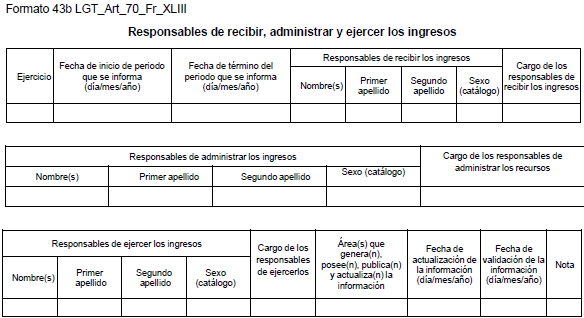 Formato 43b LGT_Art_70_Fr_XLIII
Responsables de recibir, administrar y ejercer los ingresos
Ejercicio
Fecha de inicio de periodo
que se informa
(día/mes/año)
Fecha de término del
periodo que se informa
(día/mes/año)
Responsables de recibir los ingresos
Nombre(s)
Primer
apellido
Segundo
apellido
Sexo
(catálogo)
Cargo de los
responsables de
recibir los ingresos
Responsables de administrar los ingresos
Nombre(s)
Primer apellido
Segundo apellido
Sexo (catálogo)
Cargo de los responsables de
administrar los recursos
Responsables de ejercer los ingresos
Nombre(s)
Primer
apellido
Segundo
apellido
Sexo
(catálogo)
Cargo de los
responsables
de ejercerlos
Área(s) que
genera(n),
posee(n), publica(n)
y actualiza(n) la
información
Fecha de
actualización de
la información
(día/mes/año)
Fecha de
validación de la
información
(día/mes/año)
Nota